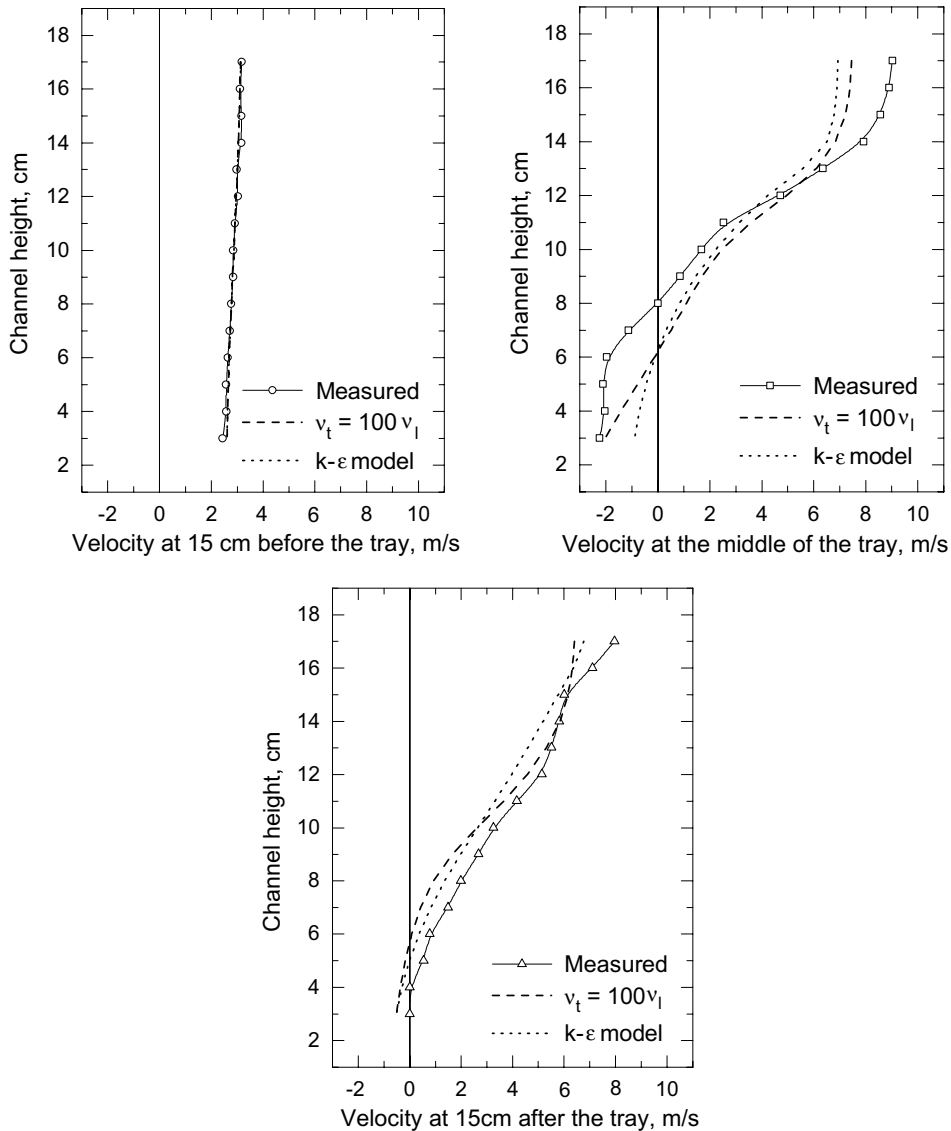 18
16
14
12
10
8
6
4
2
Channel height, cm
Measured
νt = 100 νl
k-ε model
-2 0 2 4 6 8 10
Velocity at 15 cm before the tray, m/s
18
16
14
12
10
8
6
4
2
Channel height, cm
Measured
νt = 100 νl
k-ε model
-2 0 2 4 6 8 10
Velocity at the middle of the tray, m/s
18
16
14
12
10
8
6
4
2
Channel height, cm
Measured
νt = 100νl
k-ε model
-2 0 2 4 6 8 10
Velocity at 15cm after the tray, m/s